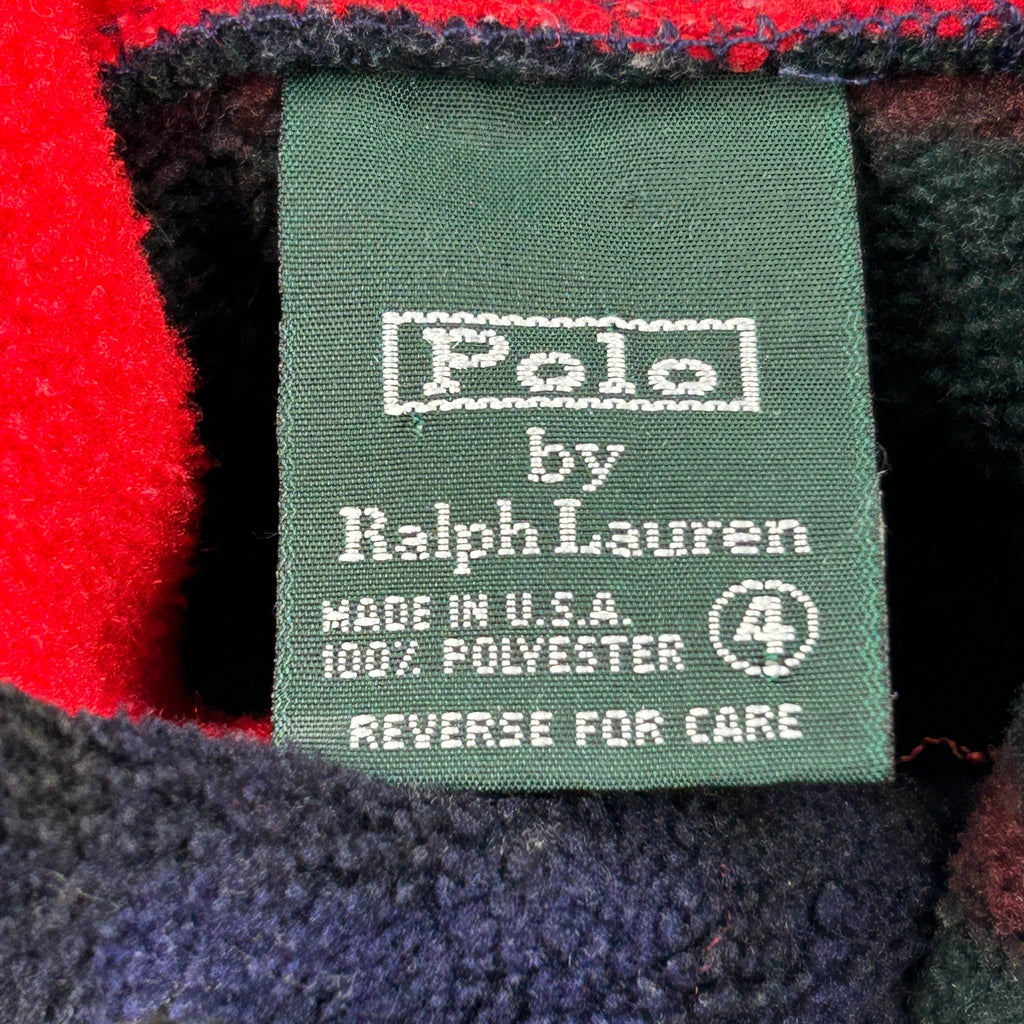 Polo
by
Ralph Lauren
MADE IN U.S.A.
100% POLYESTER
4
REVERSE FOR CARE